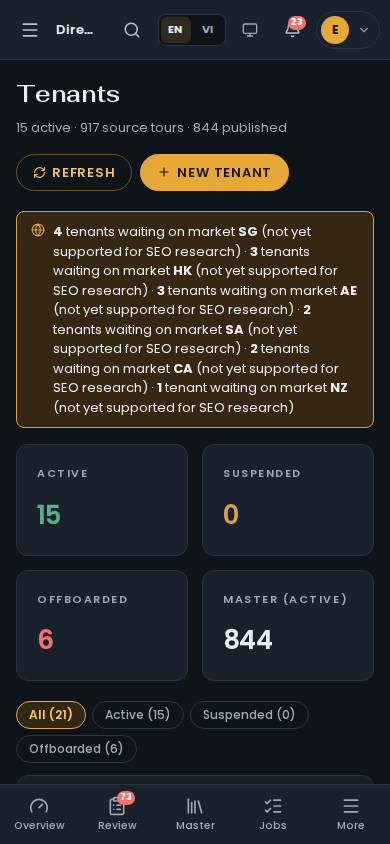 Dire...
EN
VI
23
E
Tenants
15 active · 917 source tours · 844 published
REFRESH
NEW TENANT
4 tenants waiting on market SG (not yet
supported for SEO research) · 3 tenants
waiting on market HK (not yet supported for
SEO research) · 3 tenants waiting on market AE
(not yet supported for SEO research) · 2
tenants waiting on market SA (not yet
supported for SEO research) · 2 tenants
waiting on market CA (not yet supported for
SEO research) · 1 tenant waiting on market NZ
(not yet supported for SEO research)
ACTIVE
15
SUSPENDED
0
OFFBOARDED
6
MASTER (ACTIVE)
844
All (21)
Active (15)
Suspended (0)
Offboarded (6)
73
Overview
Review
Master
Jobs
More